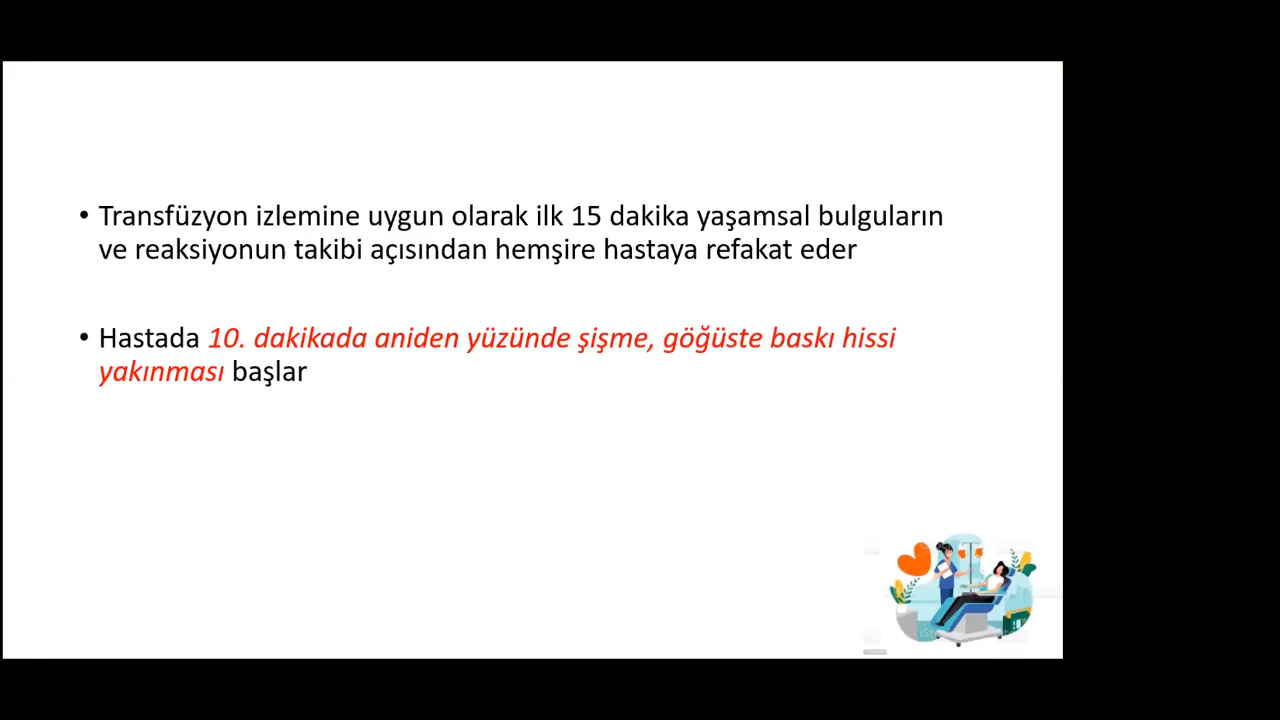 • Transfüzyon izlemine uygun olarak ilk 15 dakika yaşamsal bulguların
ve reaksiyonun takibi açısından hemşire hastaya refakat eder
• Hastada 10. dakikada aniden yüzünde şişme, göğüste baskı hissi
yakınması başlar